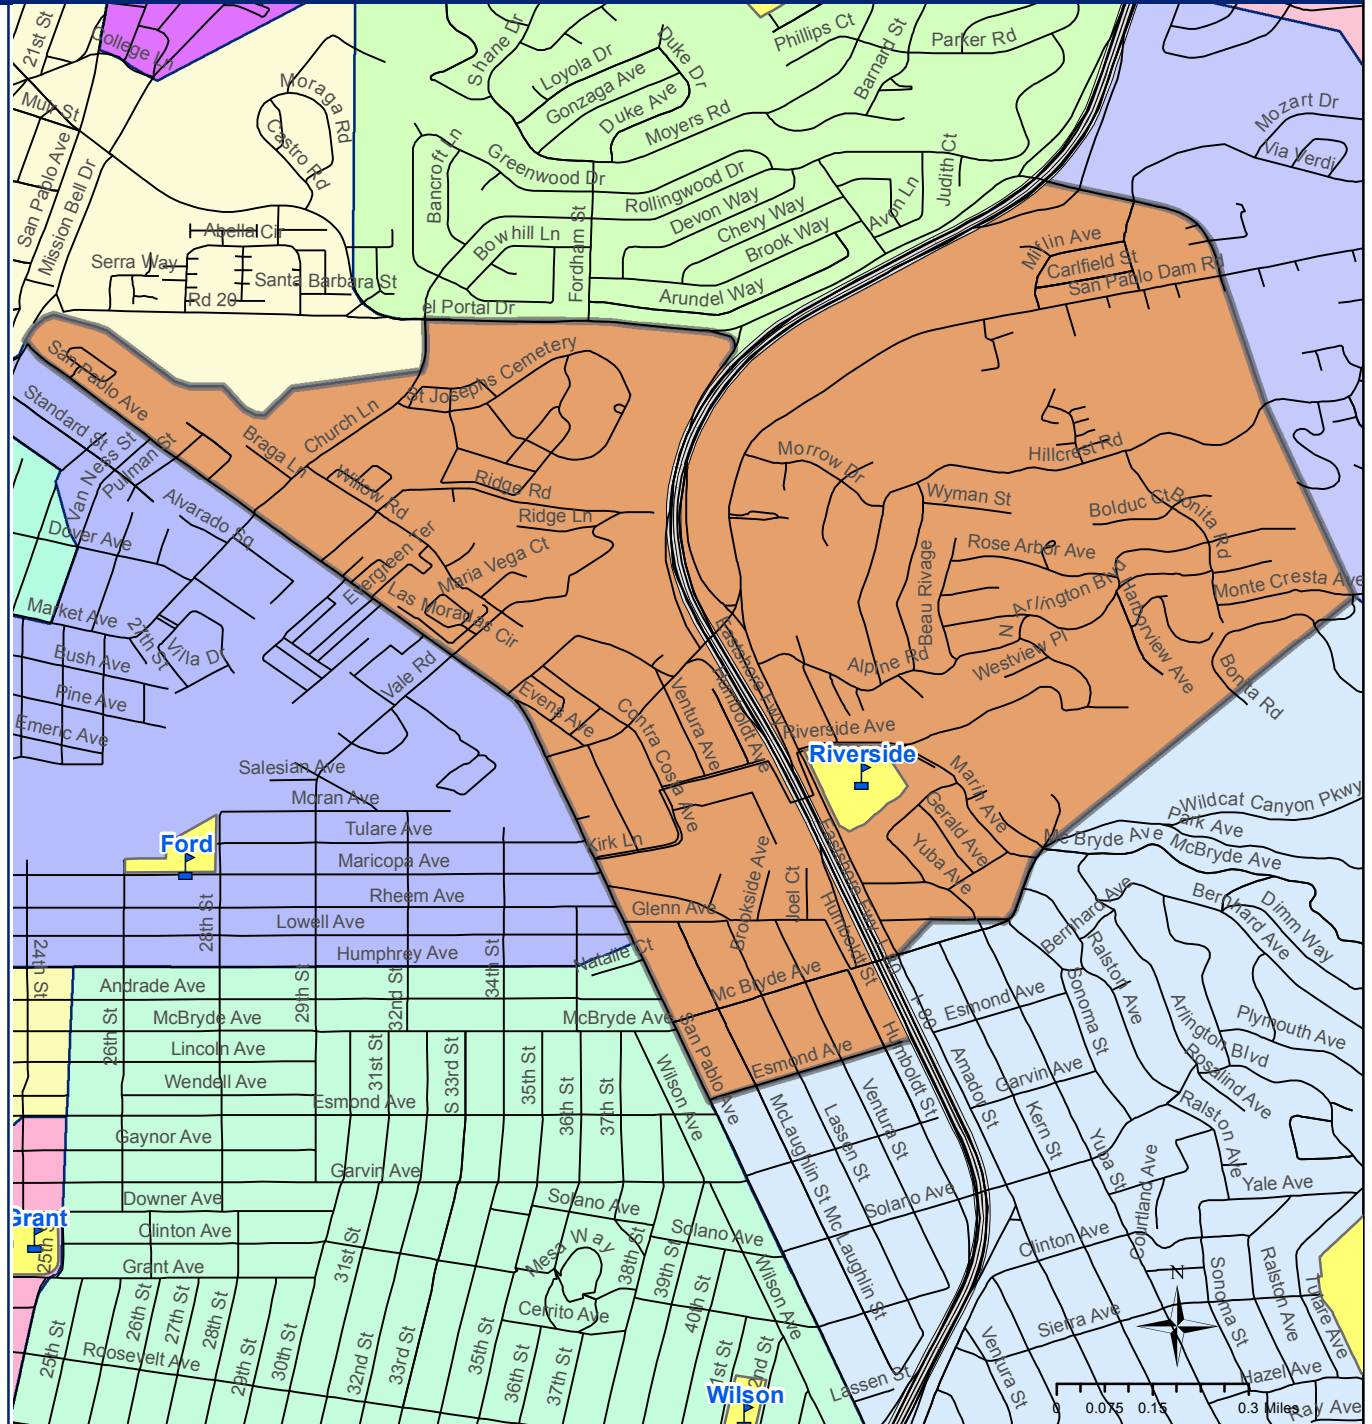 21st St
College Ln
Shane Dr
Loyola Dr
Duke Dr
Phillips Ct
Barnard St
Parker Rd
Gonzaga Ave
Duke Ave
Moyers Rd
Moraga Rd
Castro Rd
Muir St
Mozart Dr
Via Verdi
San Pablo Ave
Mission Bell Dr
Bancroft Ln
Greenwood Dr
Rollingwood Dr
Judith Ct
Avon Ln
Devon Way
Chevy Way
Brook Way
Bowhill Ln
Fordham St
Abella Cir
Serra Way
Santa Barbara St
Rd 20
el Portal Dr
Arundel Way
Mifflin Ave
Carlfield St
San Pablo Dam Rd
San Pablo Ave
St Josephs Cemetery
Church Ln
Standard St
Van Ness St
Pullman St
Braga Ln
Willow Rd
Ridge Rd
Ridge Ln
Morrow Dr
Hillcrest Rd
Wyman St
Bolduc Ct
Bonita Rd
Alvarado Sq
Dover Ave
Evergreen Ter
Maria Vega Ct
Las Moradas Cir
Beau Rivage
Rose Arbor Ave
N Arlington Blvd
Monte Cresta Ave
Harborview Ave
Market Ave
27th St
Villa Dr
Bush Ave
Vale Rd
Pine Ave
Emeric Ave
Evens Ave
Contra Costa Ave
Ventura Ave
Humboldt Ave
Eastshore Fwy
Alpine Rd
Westview Pl
Bonita Rd
Riverside Ave
Riverside
Salesian Ave
Moran Ave
Tulare Ave
Ford
Maricopa Ave
Kirk Ln
Marin Ave
Gerald Ave
Yuba Ave
Wildcat Canyon Pkwy
Park Ave
Mc Bryde Ave
McBryde Ave
Rheem Ave
Brookside Ave
Joel Ct
Eastshore Fwy
I-80
Glenn Ave
Humboldt St
28th St
Lowell Ave
Humphrey Ave
Natalie Ct
Bernhard Ave
Bernhard Ave
Dimm Way
24th St
Andrade Ave
29th St
32nd St
34th St
Mc Bryde Ave
Ralston Ave
Sonoma St
I-80
Esmond Ave
Arlington Blvd
Plymouth Ave
26th St
McBryde Ave
McBryde Ave
San Pablo Ave
Humboldt St
Lincoln Ave
31st St
S 33rd St
35th St
36th St
37th St
Wilson Ave
Esmond Ave
Rosalind Ave
Wendell Ave
Esmond Ave
Amador St
Garvin Ave
McLaughlin St
Lassen St
Ventura St
Kern St
Ralston Ave
Gaynor Ave
Garvin Ave
Yuba St
Courtland Ave
Yale Ave
Downer Ave
Solano Ave
Solano Ave
Grant
Clinton Ave
Mesa Way
38th St
Solano Ave
Mc Laughlin St
Clinton Ave
25th St
Grant Ave
31st St
39th St
Wilson Ave
N
Sonoma St
Ralston Ave
Tulare Ave
26th St
27th St
28th St
Cerrito Ave
40th St
Sierra Ave
25th St
Roosevelt Ave
29th St
30th St
32nd St
33rd St
35th St
36th St
37th St
1st St
2nd St
Wilson
Lassen St
Ventura St
Hazel Ave
0 0.075 0.15 0.3 Miles
Ray Ave